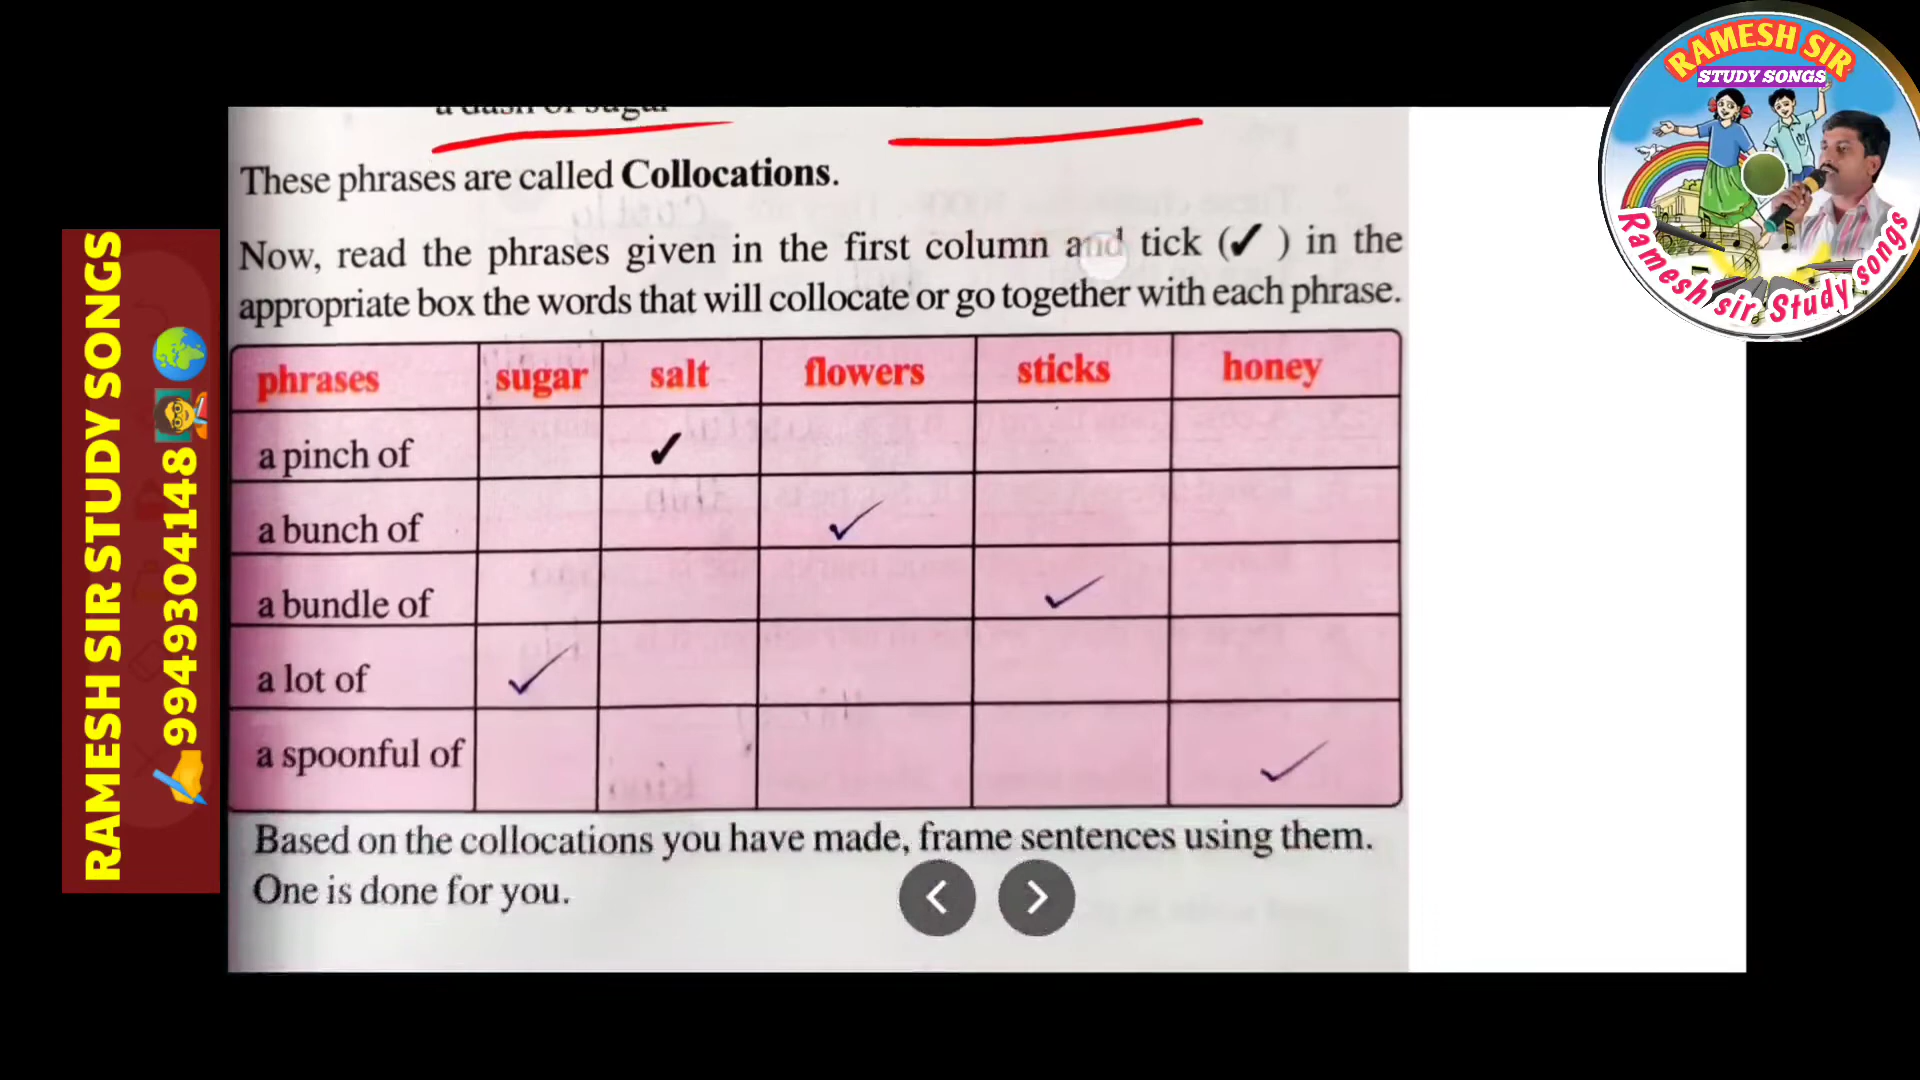 RAMESH SIR STUDY SONGS
9949304148
RAMESH SIR
STUDY SONGS
Ramesh sir Study songs
a dash of sugar
These phrases are called Collocations.
Now, read the phrases given in the first column and tick (✓ ) in the
appropriate box the words that will collocate or go together with each phrase.
phrases sugar salt flowers sticks honey
a pinch of ✓
a bunch of ✓
a bundle of ✓
a lot of ✓
a spoonful of ✓
Based on the collocations you have made, frame sentences using them.
One is done for you.